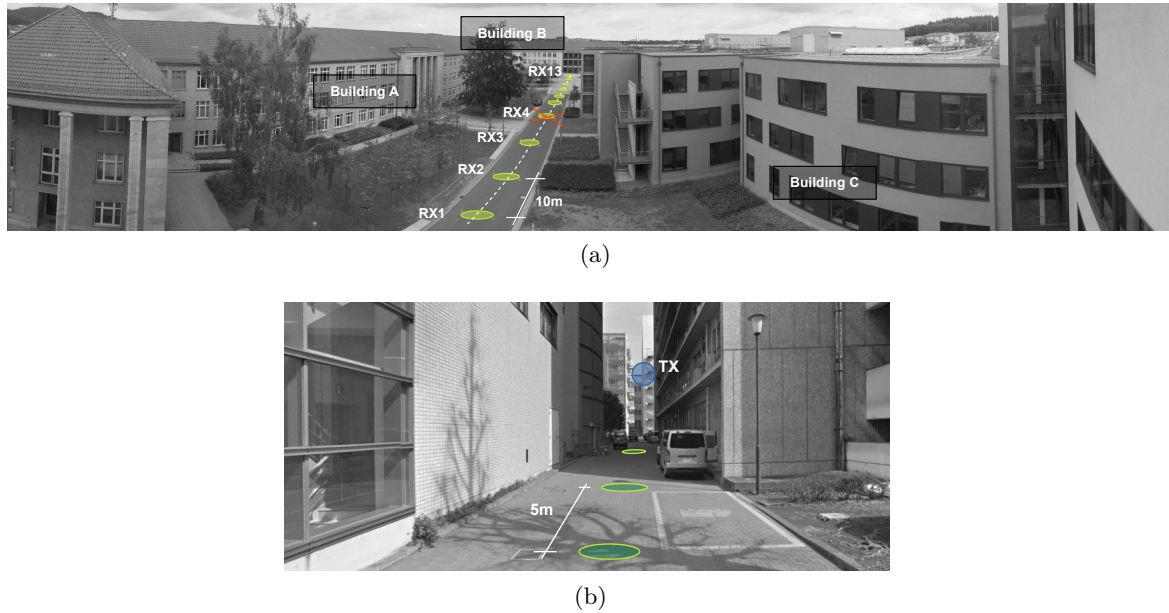 Building B
RX13
Building A
RX4
RX3
RX2
Building C
10m
RX1
(a)
TX
5m
(b)